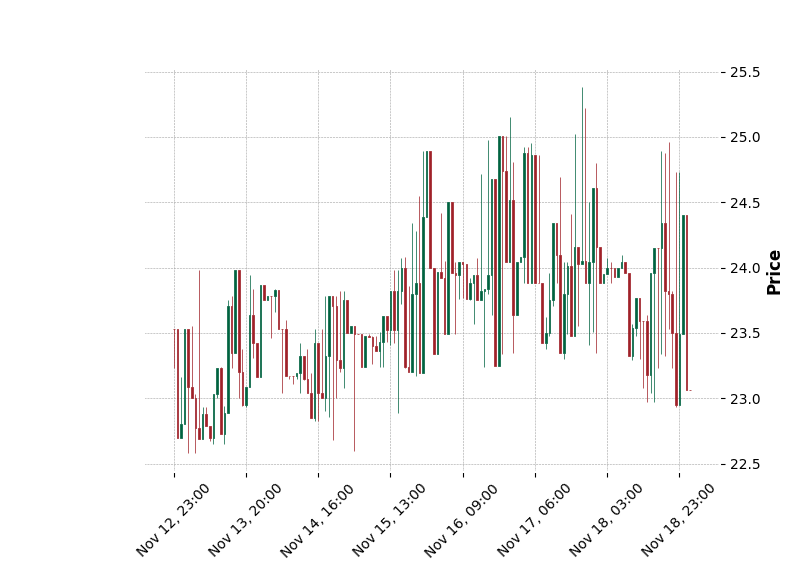 25.5
25.0
24.5
24.0
23.5
23.0
22.5
Price
Nov 12, 23:00
Nov 13, 20:00
Nov 14, 16:00
Nov 15, 13:00
Nov 16, 09:00
Nov 17, 06:00
Nov 18, 03:00
Nov 18, 23:00